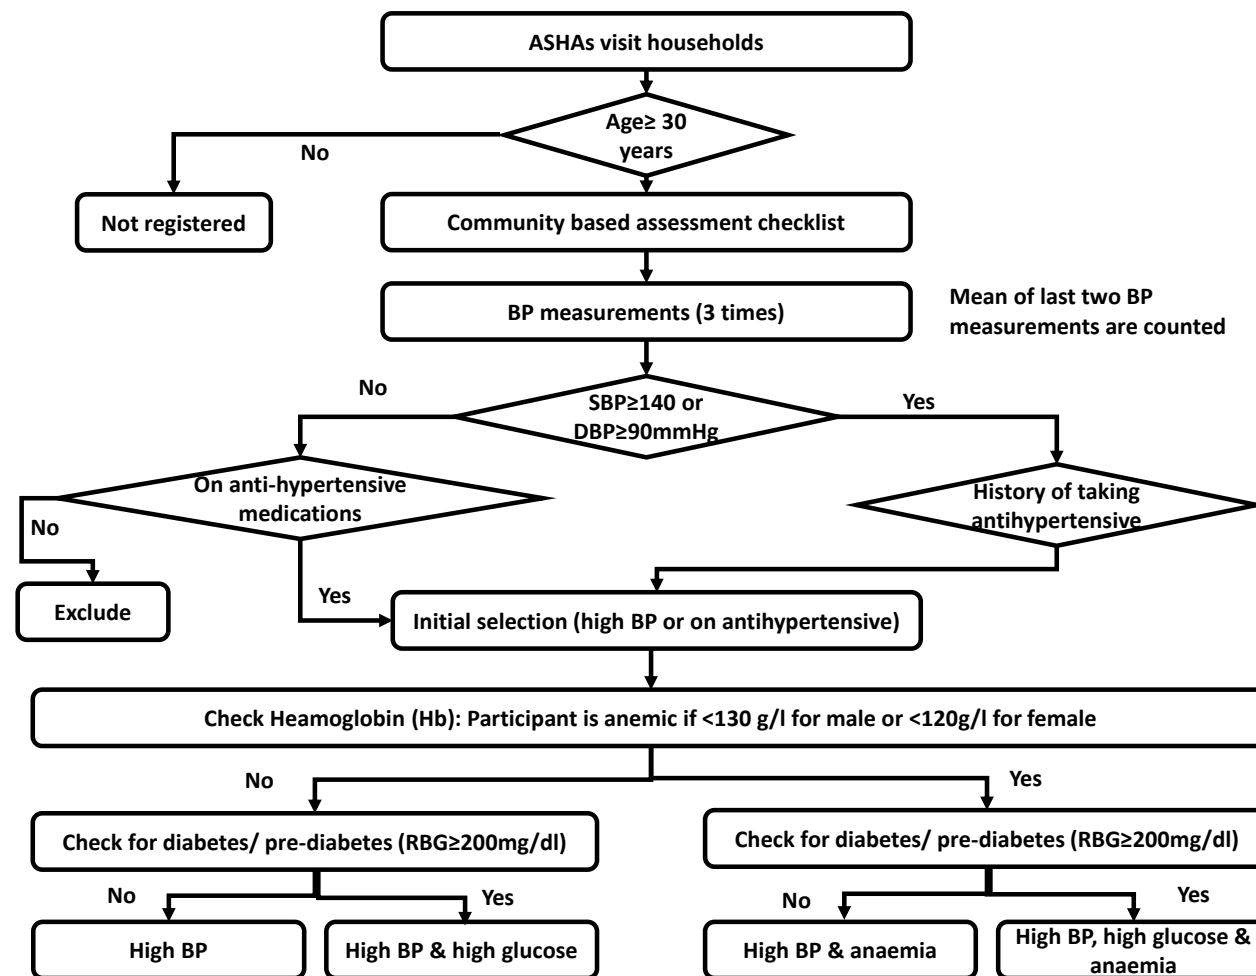 ASHAs visit households
Age≥ 30
years
No
Not registered
Community based assessment checklist
BP measurements (3 times)
Mean of last two BP
measurements are counted
No
SBP≥140 or
DBP≥90mmHg
Yes
On anti-hypertensive
medications
History of taking
antihypertensive
No
Exclude
Yes
Initial selection (high BP or on antihypertensive)
Check Heamoglobin (Hb): Participant is anemic if <130 g/l for male or <120g/l for female
No
Yes
Check for diabetes/ pre-diabetes (RBG≥200mg/dl)
Check for diabetes/ pre-diabetes (RBG≥200mg/dl)
No
Yes
No
Yes
High BP
High BP & high glucose
High BP & anaemia
High BP, high glucose &
anaemia